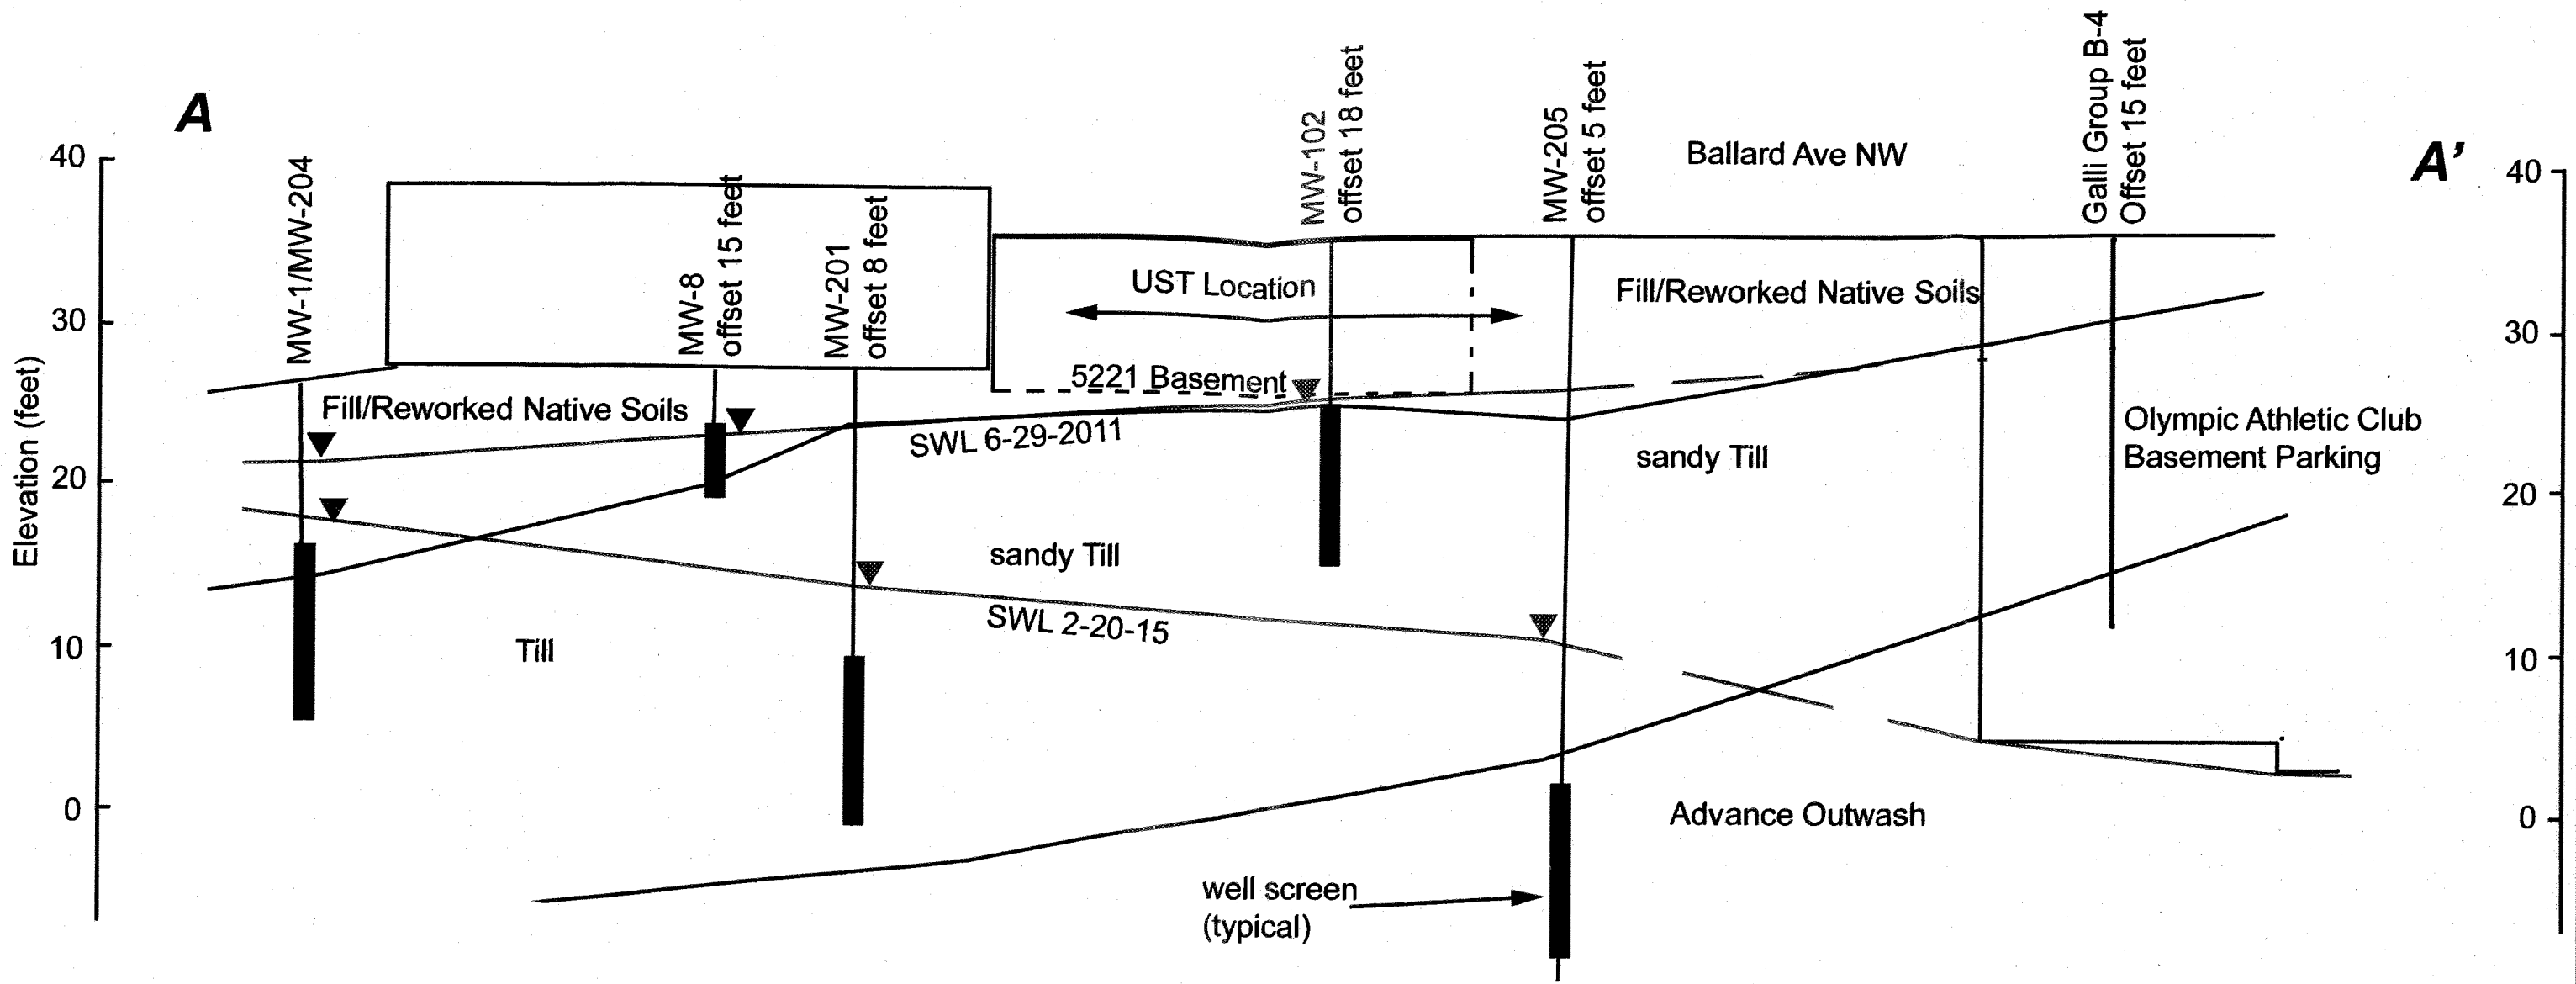 A
A'
40
30
20
10
0
Elevation (feet)
MW-1/MW-204
MW-8
offset 15 feet
MW-201
offset 8 feet
MW-102
offset 18 feet
MW-205
offset 5 feet
Ballard Ave NW
Galli Group B-4
Offset 15 feet
40
30
20
10
0
UST Location
Fill/Reworked Native Soils
5221 Basement
Fill/Reworked Native Soils
SWL 6-29-2011
sandy Till
Olympic Athletic Club
Basement Parking
sandy Till
SWL 2-20-15
Till
Advance Outwash
well screen
(typical)